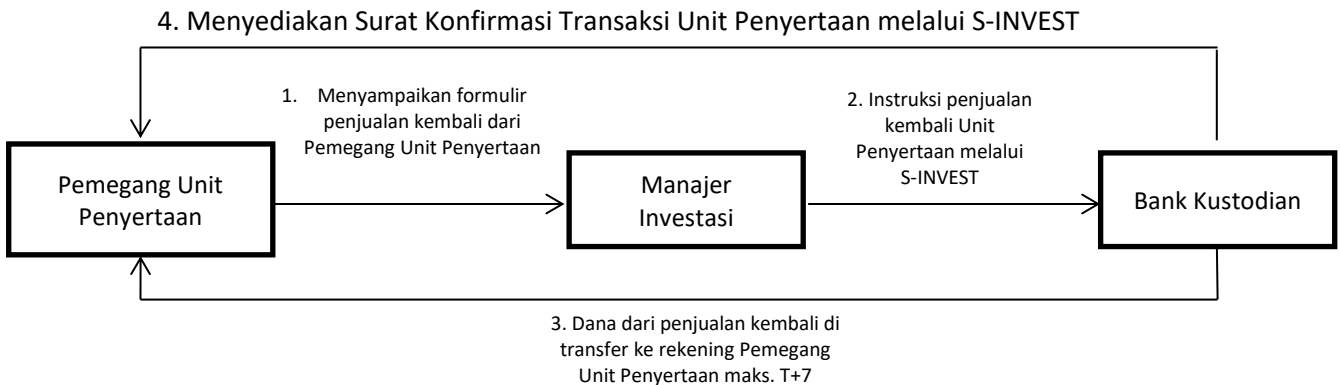 4. Menyediakan Surat Konfirmasi Transaksi Unit Penyertaan melalui S-INVEST
1. Menyampaikan formulir
penjualan kembali dari
Pemegang Unit Penyertaan
2. Instruksi penjualan
kembali Unit
Penyertaan melalui
S-INVEST
Pemegang Unit
Penyertaan
Manajer
Investasi
Bank Kustodian
3. Dana dari penjualan kembali di
transfer ke rekening Pemegang
Unit Penyertaan maks. T+7